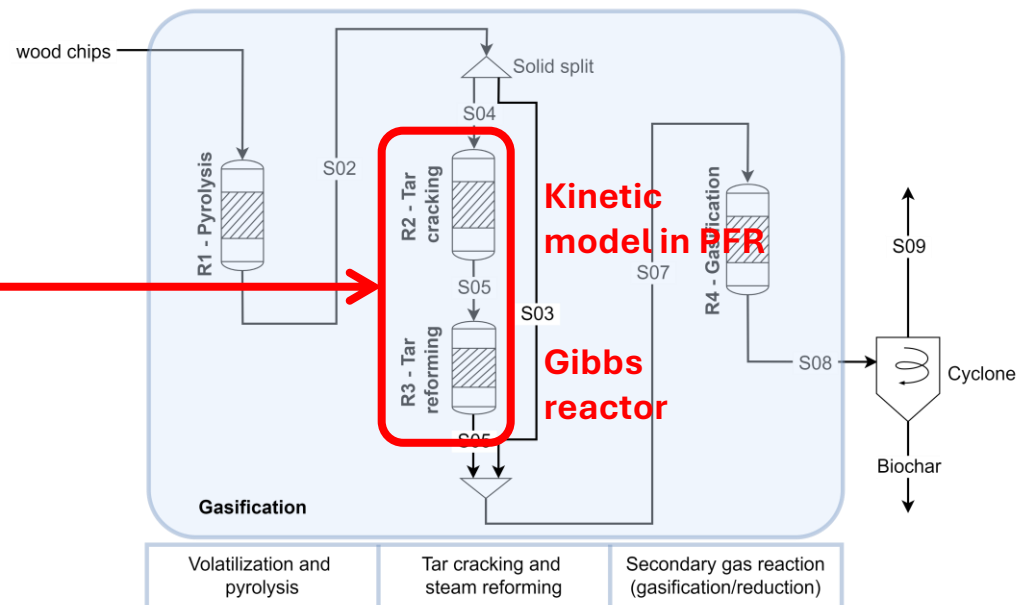 wood chips
Solid split
S04
R1 - Pyrolysis
S02
R2 - Tar
cracking
Kinetic
model in PFR
R4 - Gasification
S09
S07
S05
S03
R3 - Tar
reforming
Gibbs
reactor
S08
Cyclone
S05
Biochar
Gasification
Volatilization and
pyrolysis
Tar cracking and
steam reforming
Secondary gas reaction
(gasification/reduction)